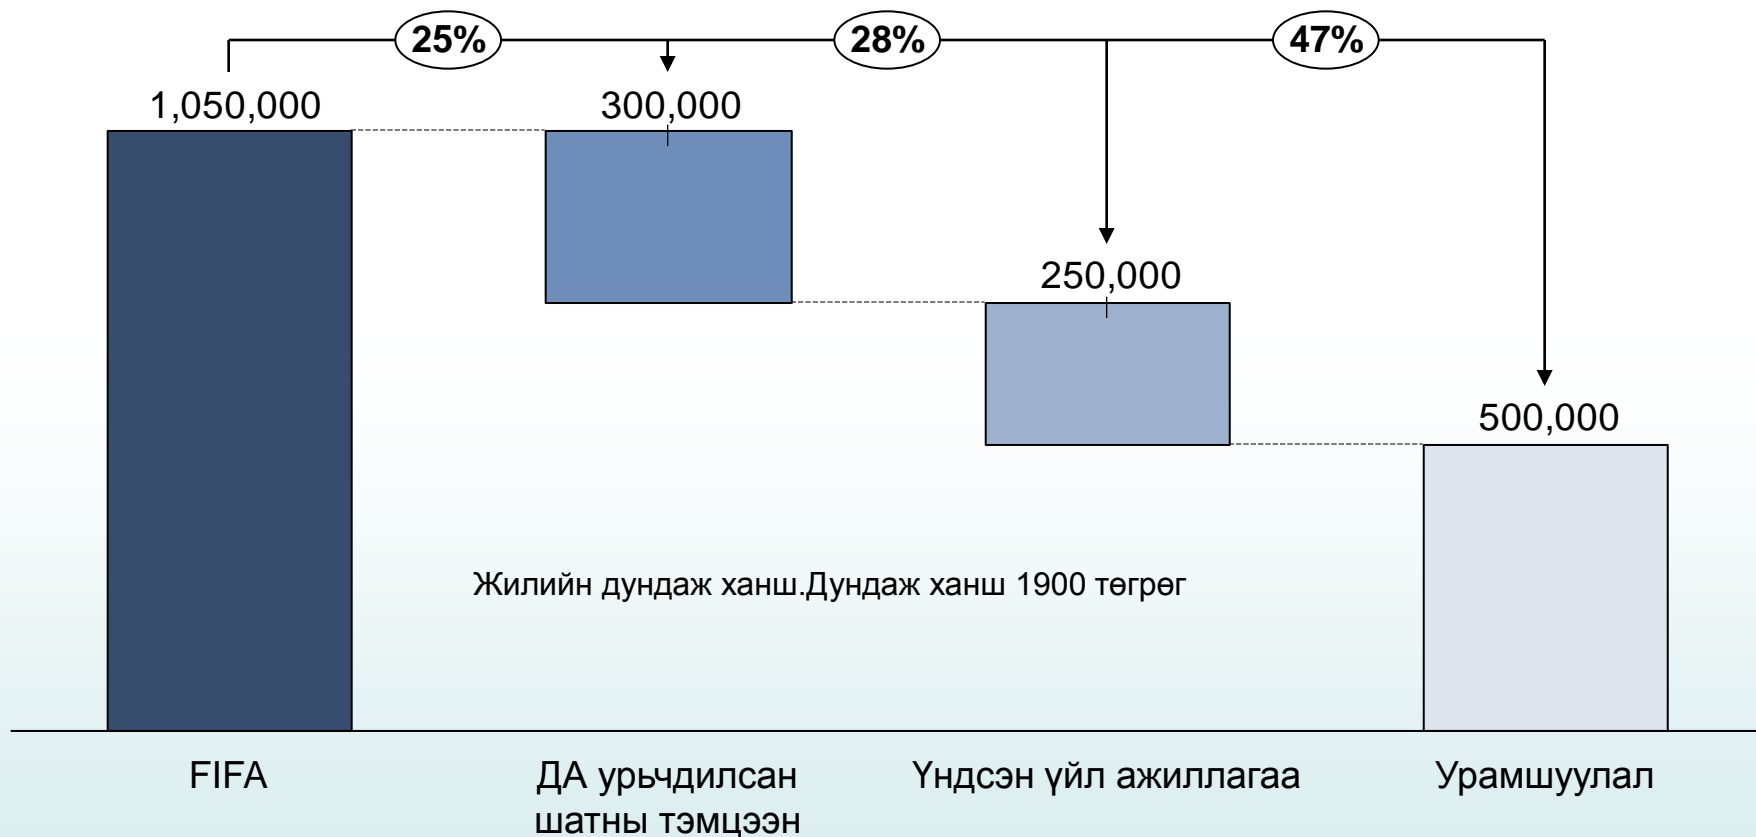 25%
28%
47%
1,050,000
300,000
250,000
500,000
Жилийн дундаж ханш.Дундаж ханш 1900 төгрөг
FIFA
ДА урьчдилсан
шатны тэмцээн
Үндсэн үйл ажиллагаа
Урамшуулал